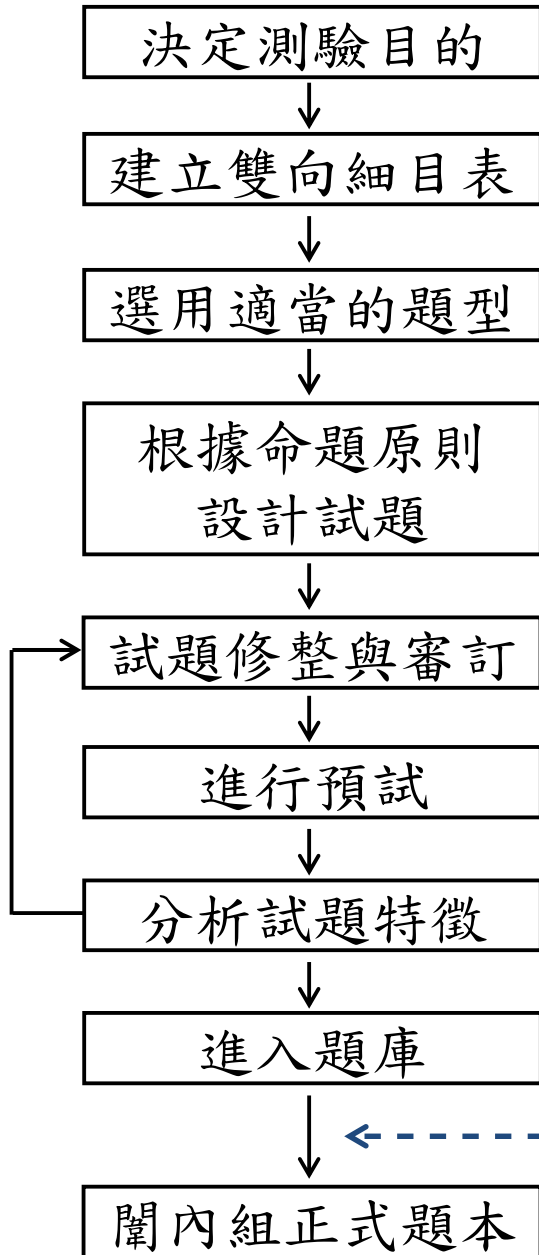 決定測驗目的
建立雙向細目表
選用適當的題型
根據命題原則
設計試題
試題修整與審訂
進行預試
分析試題特徵
進入題庫
闈內組正式題本